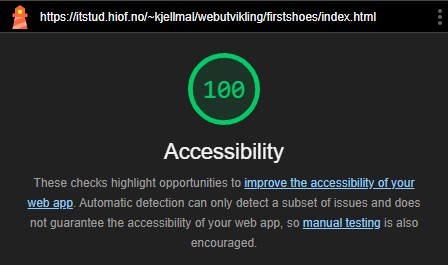 https://itstud.hiof.no/~kjellmal/webutvikling/firstshoes/index.html
100
Accessibility
These checks highlight opportunities to improve the accessibility of your
web app. Automatic detection can only detect a subset of issues and does
not guarantee the accessibility of your web app, so manual testing is also
encouraged.